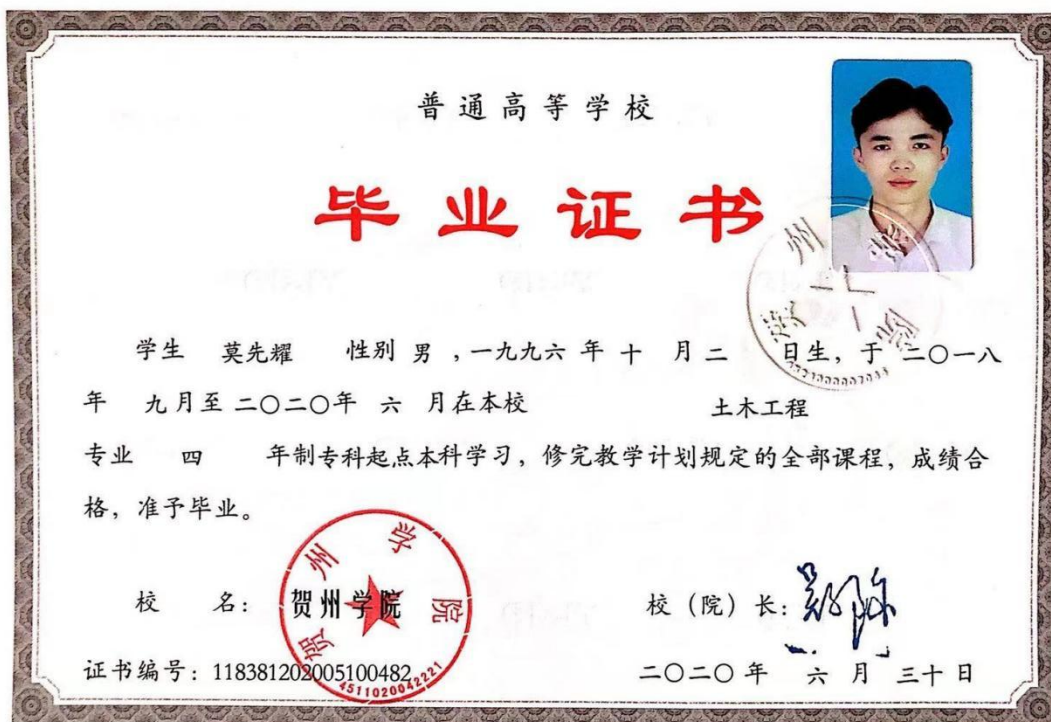 普通高等学校
毕业证书
学生 莫先耀 性别 男 ,一九九六 年 十 月 二 日生, 于 二〇一八
年 九月至 二〇二〇年 六 月在本校 土木工程
专业 四 年制专科起点本科学习, 修完教学计划规定的全部课程, 成绩合
格, 准予毕业。
校 名: 贺州学院
校(院)长:
证书编号: 118381202005100482
二〇二〇 年 六 月 三十 日
贺州学院
4511020042221